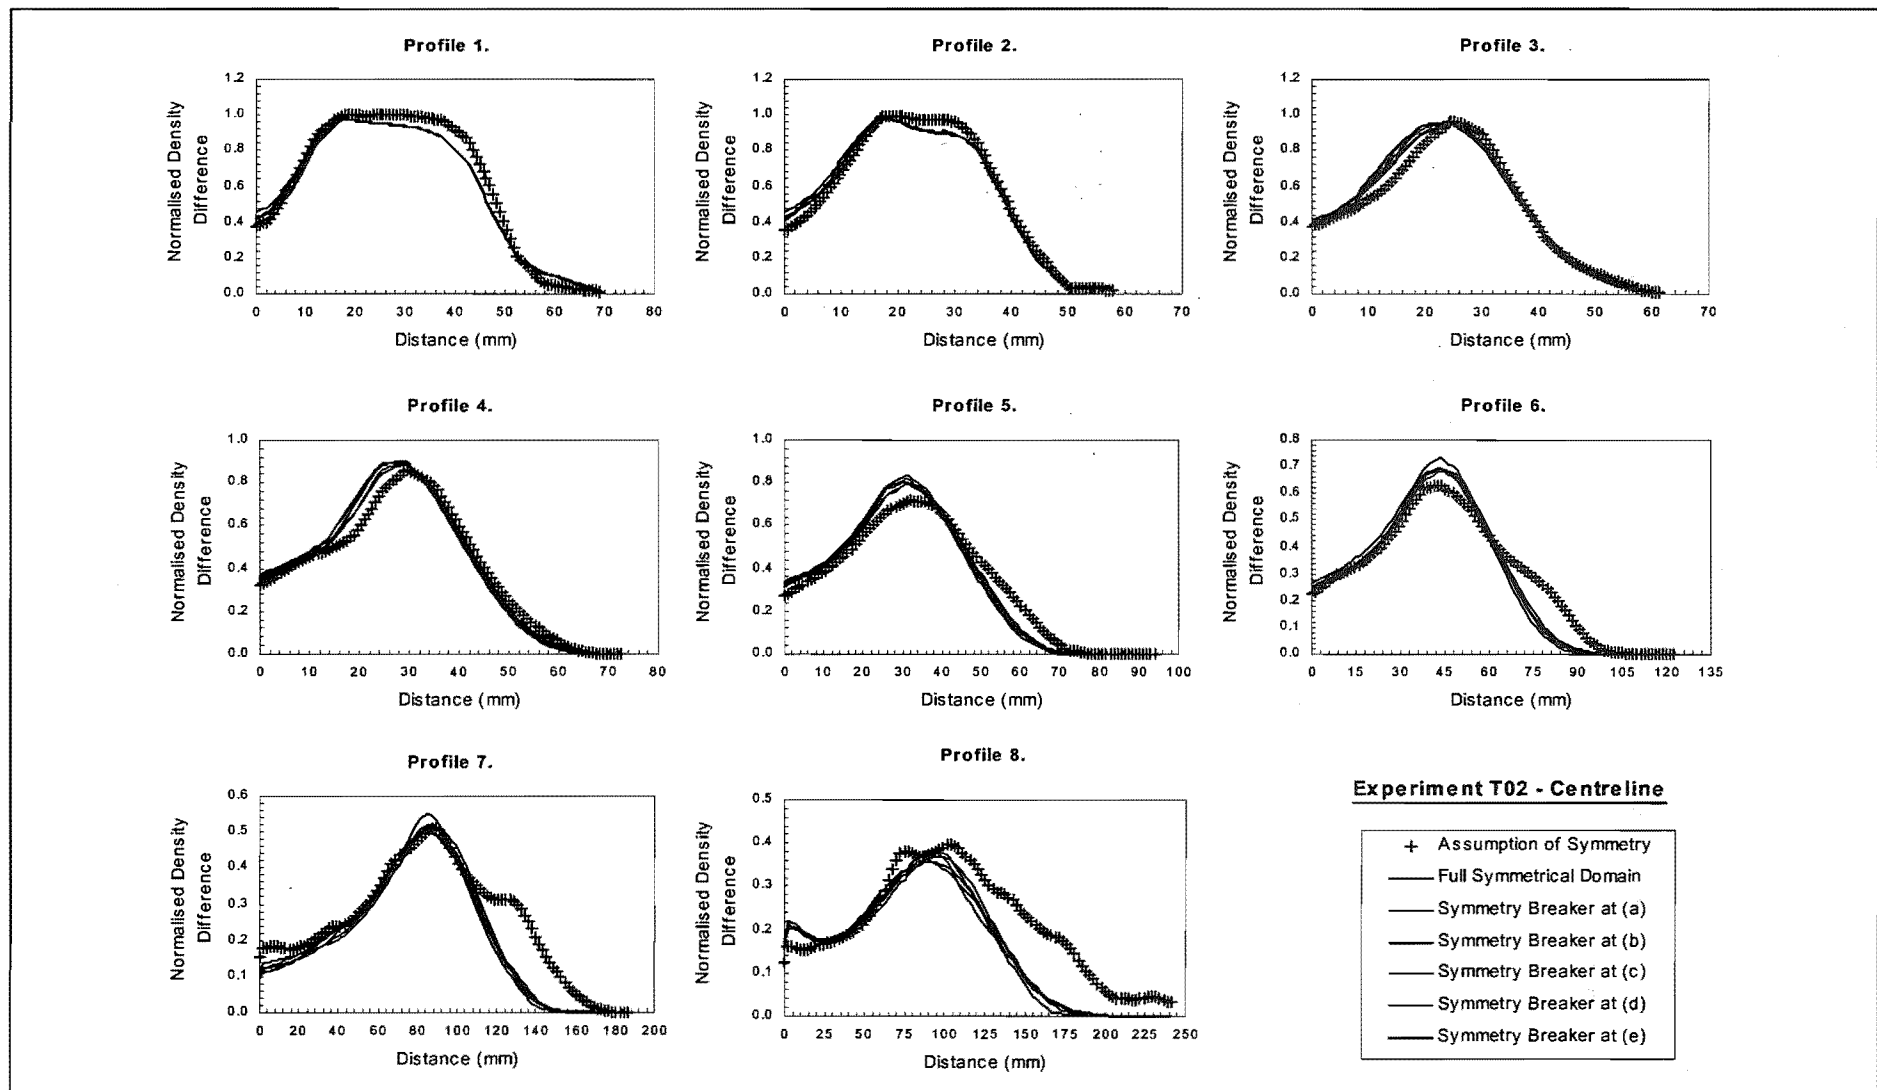 Profile 1.
Normalised Density
Difference
1.2
1.0
0.8
0.6
0.4
0.2
0.0
0 10 20 30 40 50 60 70 80
Distance (mm)
Profile 2.
Normalised Density
Difference
1.2
1.0
0.8
0.6
0.4
0.2
0.0
0 10 20 30 40 50 60 70
Distance (mm)
Profile 3.
Normalised Density
Difference
1.2
1.0
0.8
0.6
0.4
0.2
0.0
0 10 20 30 40 50 60 70
Distance (mm)
Profile 4.
Normalised Density
Difference
1.0
0.8
0.6
0.4
0.2
0.0
0 10 20 30 40 50 60 70 80
Distance (mm)
Profile 5.
Normalised Density
Difference
1.0
0.8
0.6
0.4
0.2
0.0
0 10 20 30 40 50 60 70 80 90 100
Distance (mm)
Profile 6.
Normalised Density
Difference
0.8
0.7
0.6
0.5
0.4
0.3
0.2
0.1
0.0
0 15 30 45 60 75 90 105 120 135
Distance (mm)
Profile 7.
Normalised Density
Difference
0.6
0.5
0.4
0.3
0.2
0.1
0.0
0 20 40 60 80 100 120 140 160 180 200
Distance (mm)
Profile 8.
Normalised Density
Difference
0.5
0.4
0.3
0.2
0.1
0.0
0 25 50 75 100 125 150 175 200 225 250
Distance (mm)
Experiment T02 - Centreline
Assumption of Symmetry
Full Symmetrical Domain
Symmetry Breaker at (a)
Symmetry Breaker at (b)
Symmetry Breaker at (c)
Symmetry Breaker at (d)
Symmetry Breaker at (e)